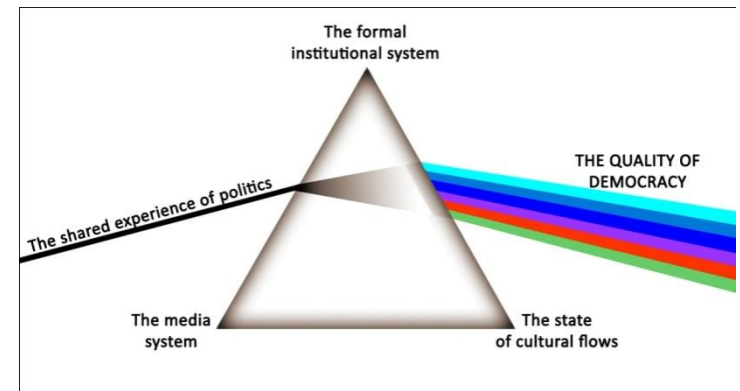 The formal
institutional system
The shared experience of politics
THE QUALITY OF
DEMOCRACY
The media
system
The state
of cultural flows